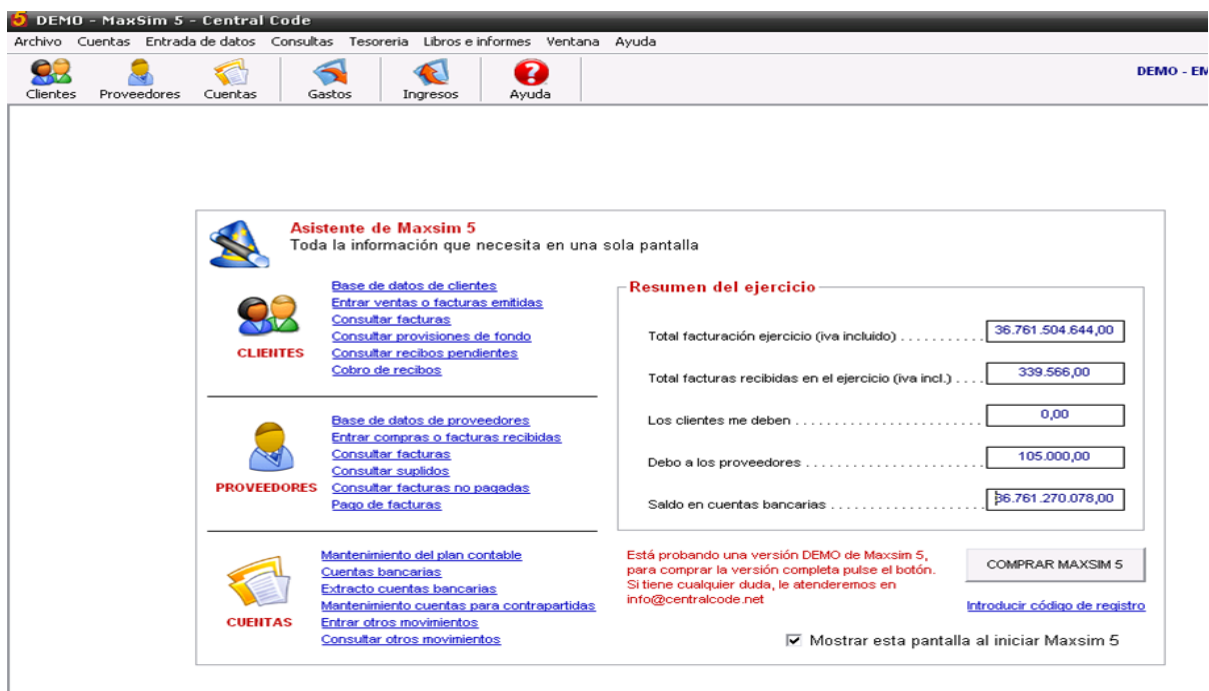 5 DEMO - MaxSim 5 - Central Code
Archivo Cuentas Entrada de datos Consultas Tesoreria Libros e informes Ventana Ayuda
Clientes Proveedores Cuentas Gastos Ingresos Ayuda
DEMO - EM
Asistente de Maxsim 5
Toda la información que necesita en una sola pantalla
CLIENTES
Base de datos de clientes
Entrar ventas o facturas emitidas
Consultar facturas
Consultar provisiones de fondo
Consultar recibos pendientes
Cobro de recibos
PROVEEDORES
Base de datos de proveedores
Entrar compras o facturas recibidas
Consultar facturas
Consultar suplidos
Consultar facturas no pagadas
Pago de facturas
CUENTAS
Mantenimiento del plan contable
Cuentas bancarias
Extracto cuentas bancarias
Mantenimiento cuentas para contrapartidas
Entrar otros movimientos
Consultar otros movimientos
Resumen del ejercicio
Total facturación ejercicio (iva incluido) . . . . . . . . . . . 36.761.504.644,00
Total facturas recibidas en el ejercicio (iva incl.) . . . . 339.566,00
Los clientes me deben . . . . . . . . . . . . . . . . . . . . . . . . 0,00
Debo a los proveedores . . . . . . . . . . . . . . . . . . . . . . . 105.000,00
Saldo en cuentas bancarias . . . . . . . . . . . . . . . . . . . . 36.761.270.078,00
Está probando una versión DEMO de Maxsim 5,
para comprar la versión completa pulse el botón.
Si tiene cualquier duda, le atenderemos en
info@centralcode.net
COMPRAR MAXSIM 5
Introducir código de registro
Mostrar esta pantalla al iniciar Maxsim 5